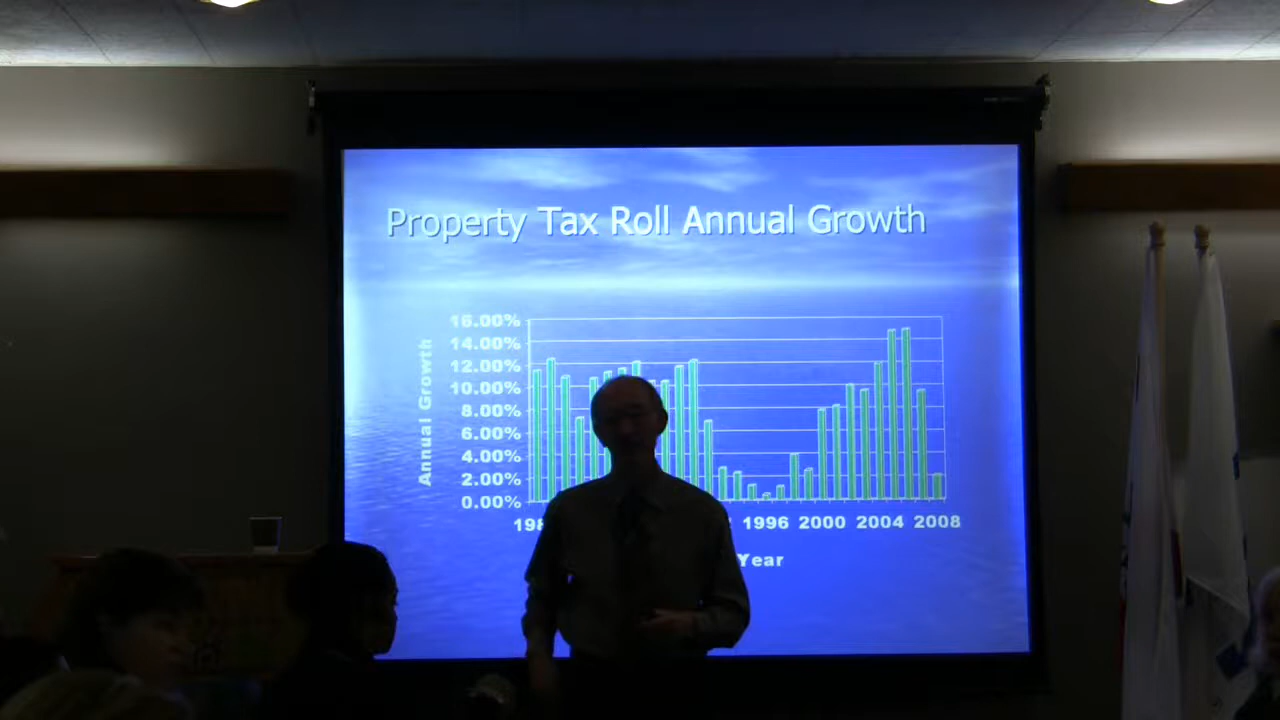 Property Tax Roll Annual Growth
16.00%
14.00%
12.00%
10.00%
8.00%
6.00%
4.00%
2.00%
0.00%
Annual Growth
1996 2000 2004 2008
Year